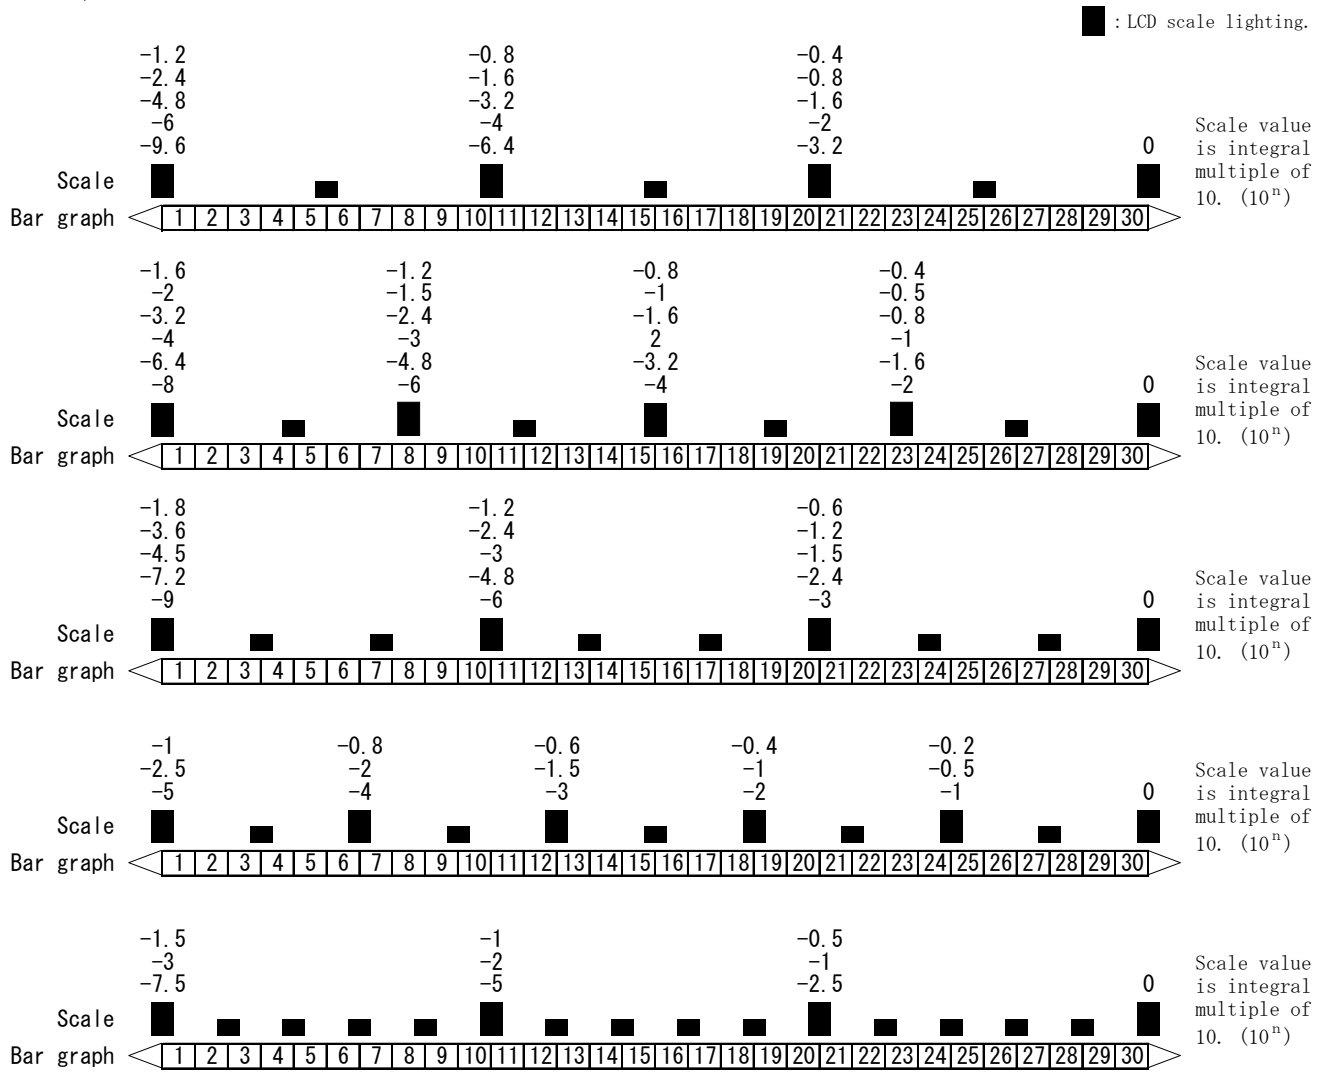 : LCD scale lighting.
-1.2 -0.8 -0.4
-2.4 -1.6 -0.8
-4.8 -3.2 -1.6
-6 -4 -2
-9.6 -6.4 -3.2 0
Scale value
is integral
multiple of
10. (10ⁿ)
Scale
Bar graph 1 2 3 4 5 6 7 8 9 10 11 12 13 14 15 16 17 18 19 20 21 22 23 24 25 26 27 28 29 30
-1.6 -1.2 -0.8 -0.4
-2 -1.5 -1 -0.5
-3.2 -2.4 -1.6 -0.8
-4 -3 2 -1
-6.4 -4.8 -3.2 -1.6
-8 -6 -4 -2 0
Scale value
is integral
multiple of
10. (10ⁿ)
Scale
Bar graph 1 2 3 4 5 6 7 8 9 10 11 12 13 14 15 16 17 18 19 20 21 22 23 24 25 26 27 28 29 30
-1.8 -1.2 -0.6
-3.6 -2.4 -1.2
-4.5 -3 -1.5
-7.2 -4.8 -2.4
-9 -6 -3 0
Scale value
is integral
multiple of
10. (10ⁿ)
Scale
Bar graph 1 2 3 4 5 6 7 8 9 10 11 12 13 14 15 16 17 18 19 20 21 22 23 24 25 26 27 28 29 30
-1 -0.8 -0.6 -0.4 -0.2
-2.5 -2 -1.5 -1 -0.5
-5 -4 -3 -2 -1 0
Scale value
is integral
multiple of
10. (10ⁿ)
Scale
Bar graph 1 2 3 4 5 6 7 8 9 10 11 12 13 14 15 16 17 18 19 20 21 22 23 24 25 26 27 28 29 30
-1.5 -1 -0.5
-3 -2 -1
-7.5 -5 -2.5 0
Scale value
is integral
multiple of
10. (10ⁿ)
Scale
Bar graph 1 2 3 4 5 6 7 8 9 10 11 12 13 14 15 16 17 18 19 20 21 22 23 24 25 26 27 28 29 30